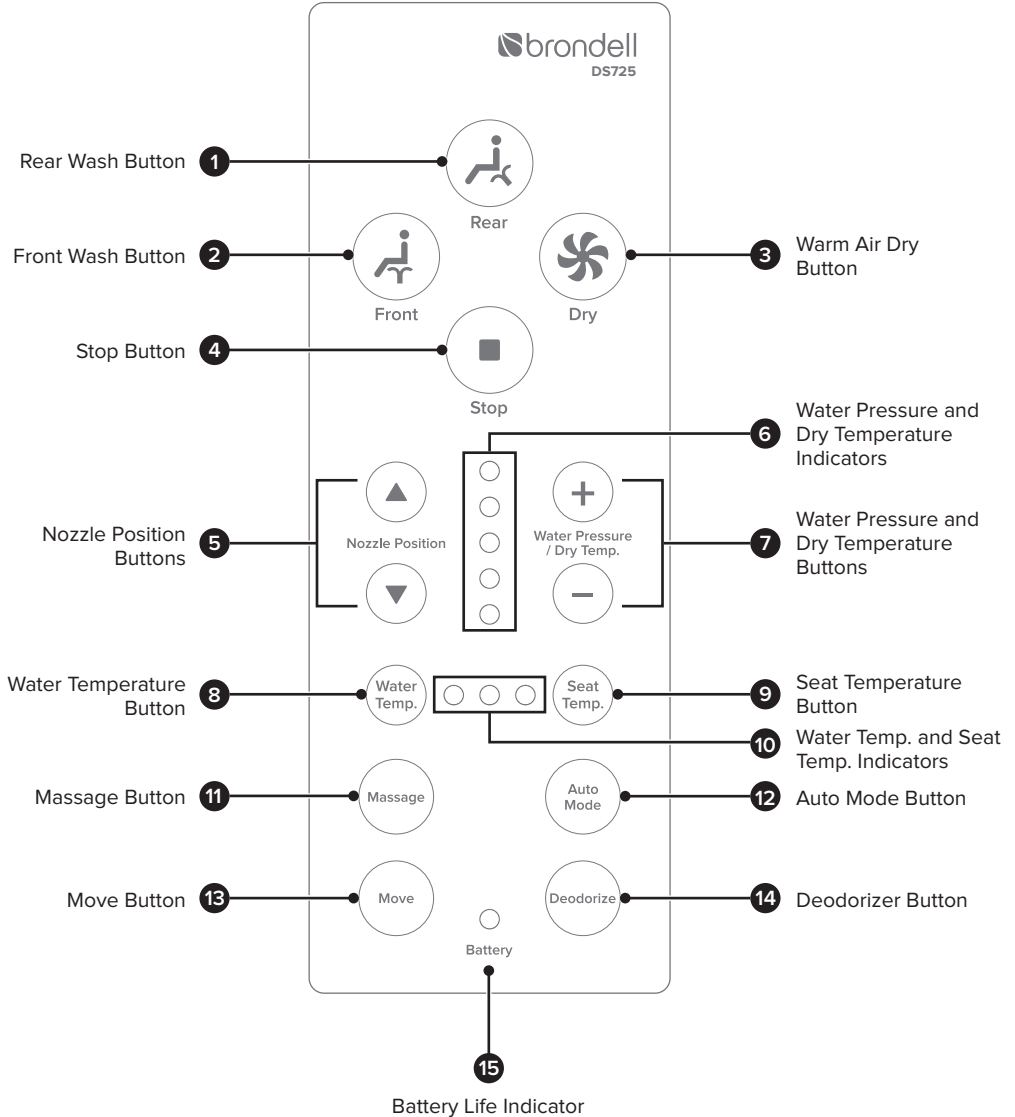 brondell
DS725
Rear Wash Button 1
Rear
Front Wash Button 2
Front
3 Warm Air Dry
Button
Dry
Stop Button 4
Stop
6 Water Pressure and
Dry Temperature
Indicators
Nozzle Position
Buttons
5
Nozzle Position
+
Water Pressure
/ Dry Temp.
−
7 Water Pressure and
Dry Temperature
Buttons
Water Temperature
Button
8
Water
Temp.
Seat
Temp.
9 Seat Temperature
Button
10 Water Temp. and Seat
Temp. Indicators
Massage Button 11
Massage
Auto
Mode
12 Auto Mode Button
Move Button 13
Move
Deodorize
14 Deodorizer Button
Battery
15
Battery Life Indicator